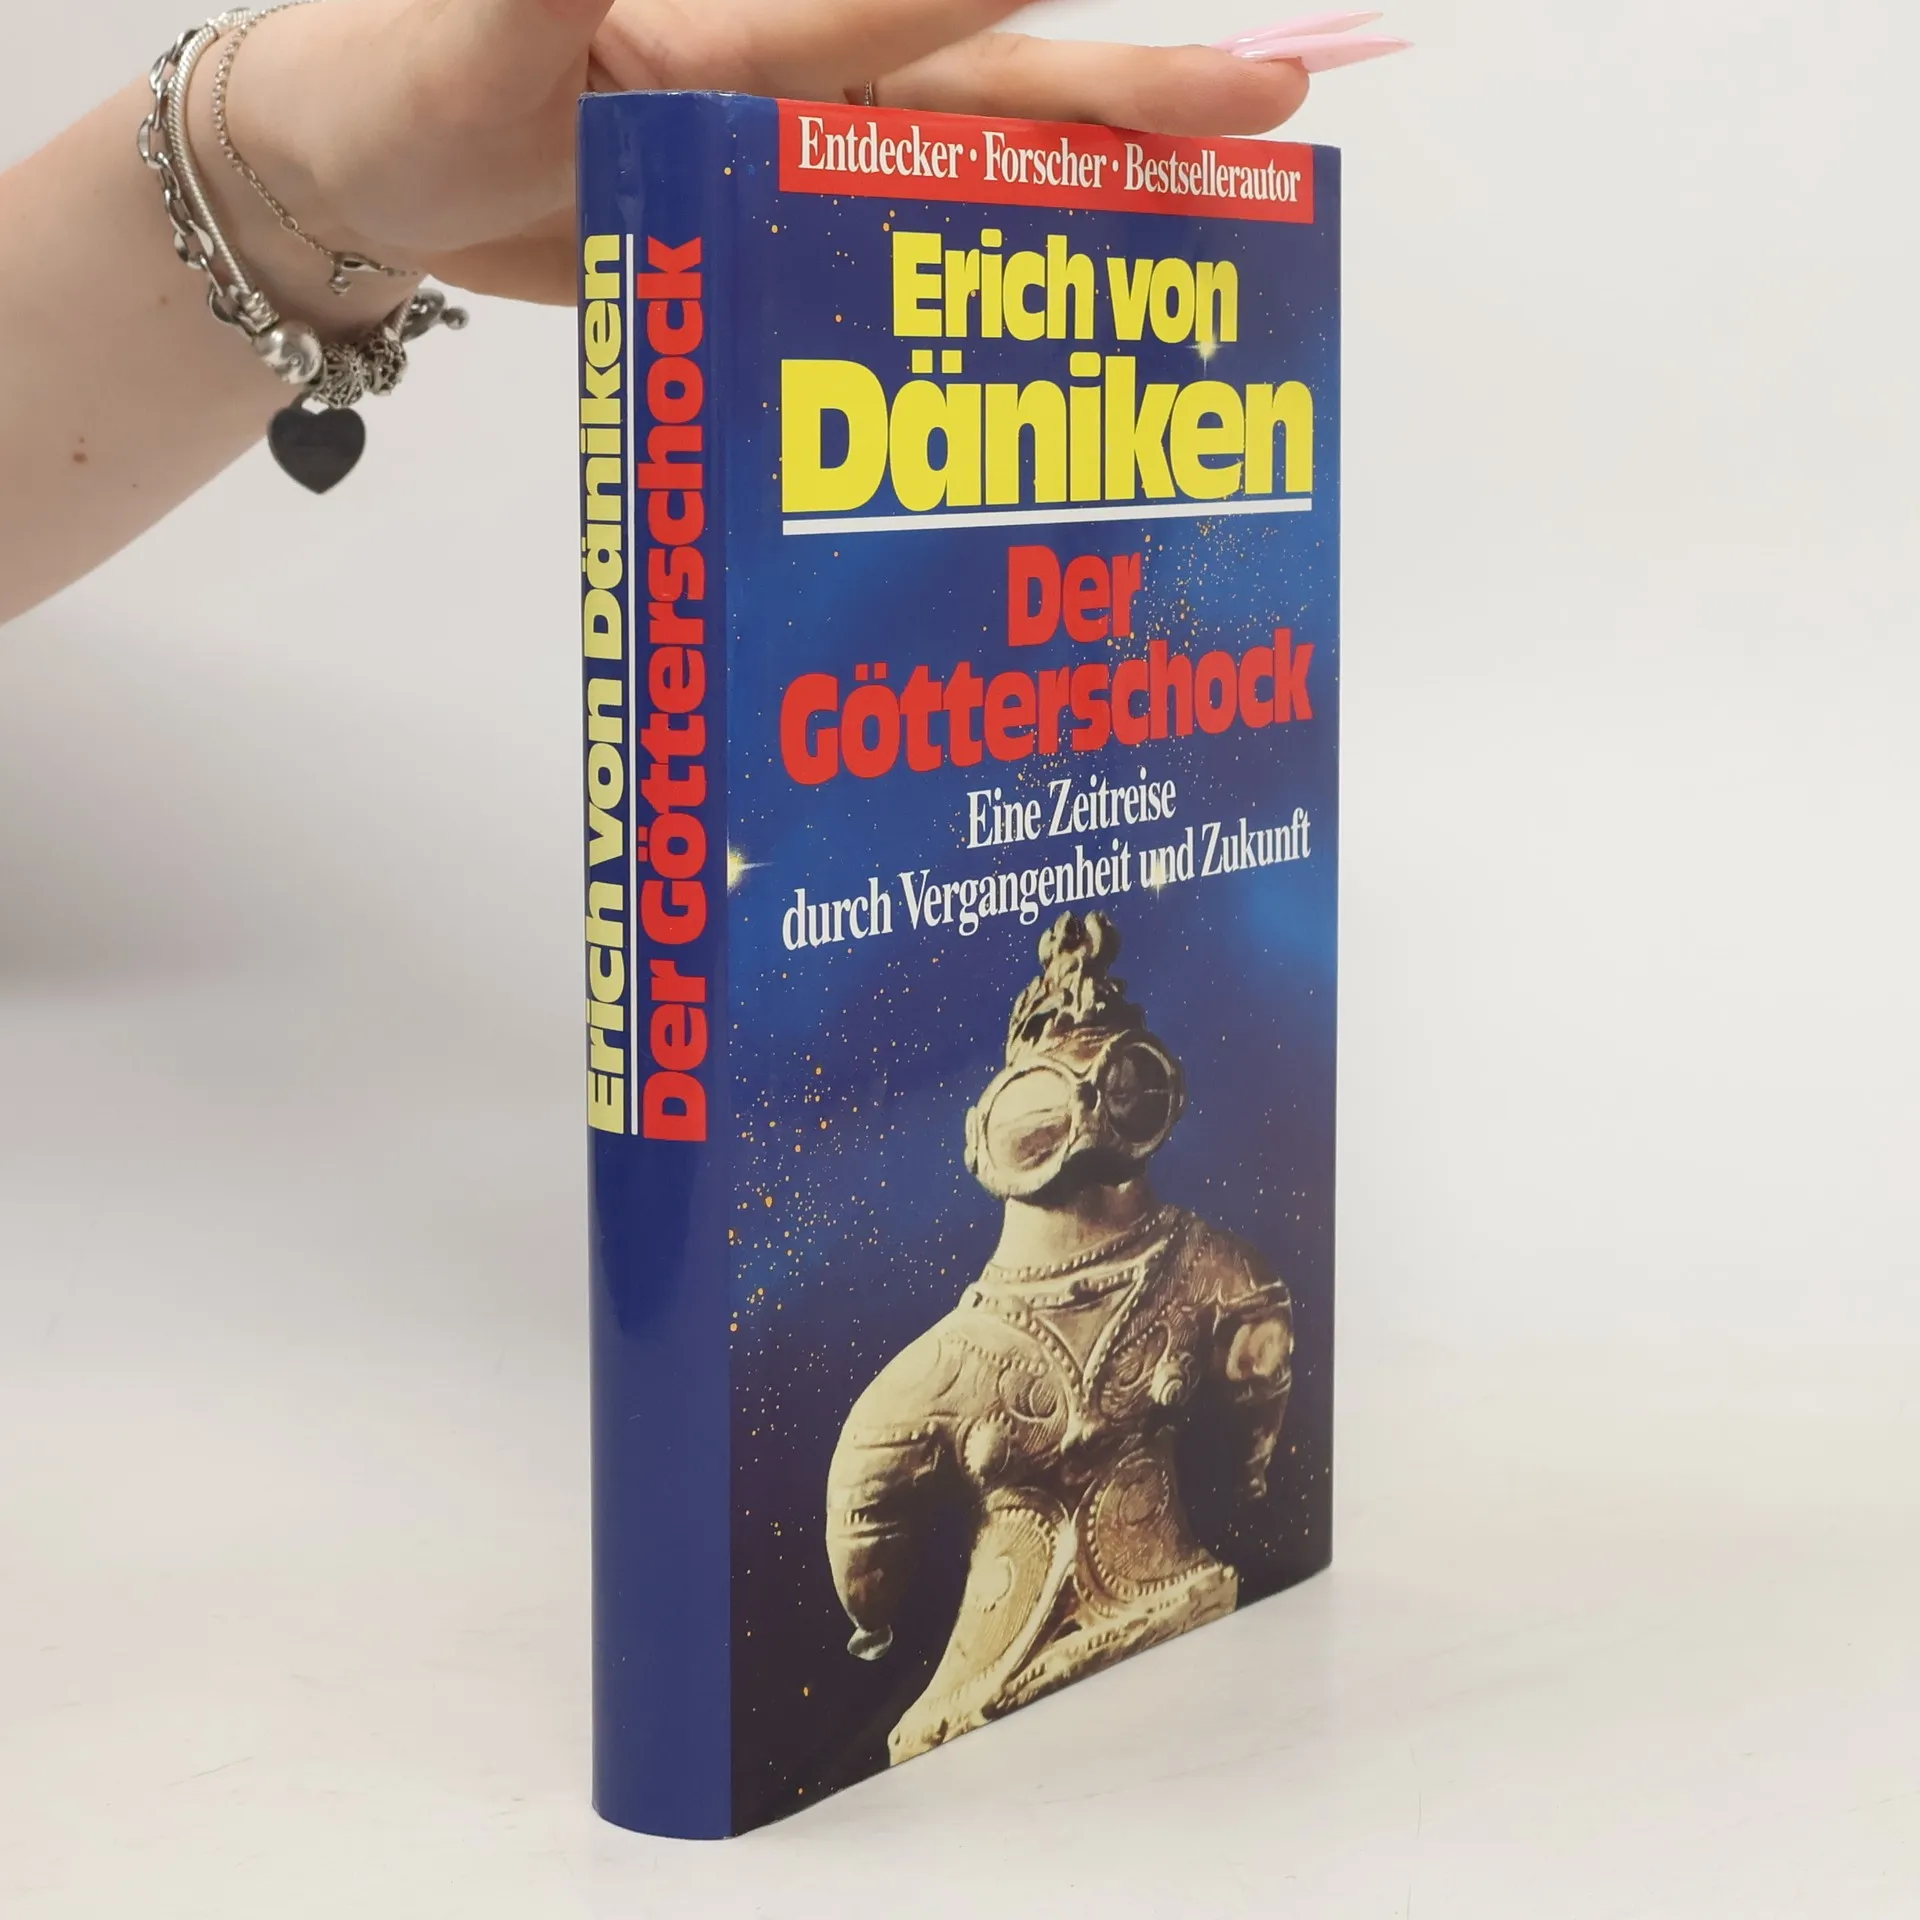 Erich von Däniken
Der Götterschock
Entdecker · Forscher · Bestsellerautor
Erich von
Däniken
Der
Götterschock
Eine Zeitreise
durch Vergangenheit und Zukunft